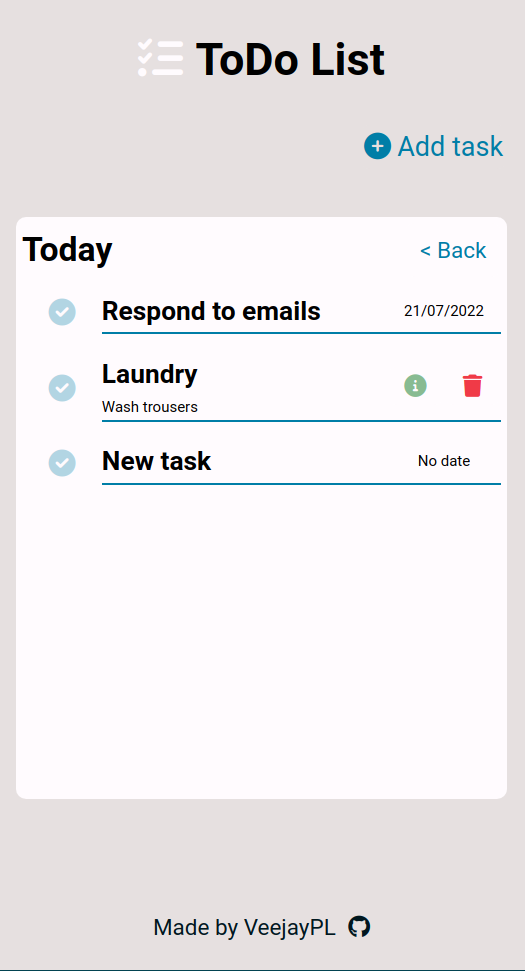 ToDo List
Add task
Today
< Back
Respond to emails
21/07/2022
Laundry
Wash trousers
New task
No date
Made by VeejayPL